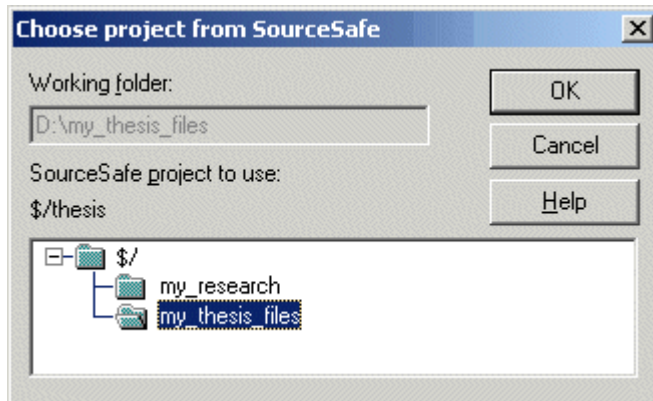 Choose project from SourceSafe
Working folder:
D:\my_thesis_files
SourceSafe project to use:
$/thesis
$/
my_research
my_thesis_files
OK
Cancel
Help